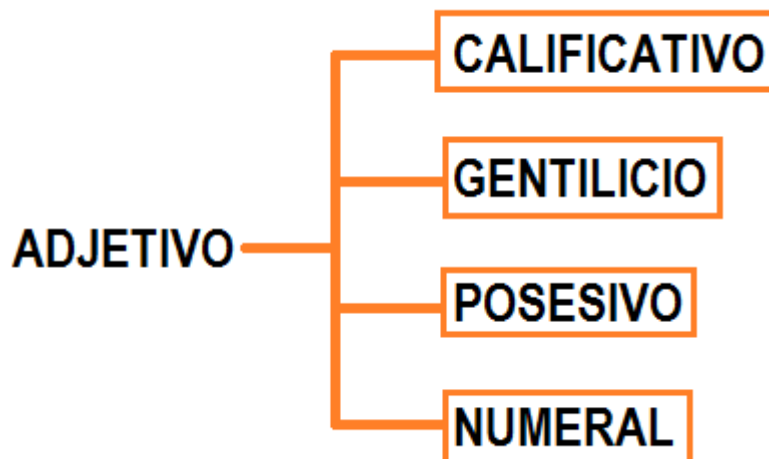 CALIFICATIVO
GENTILICIO
ADJETIVO
POSESIVO
NUMERAL